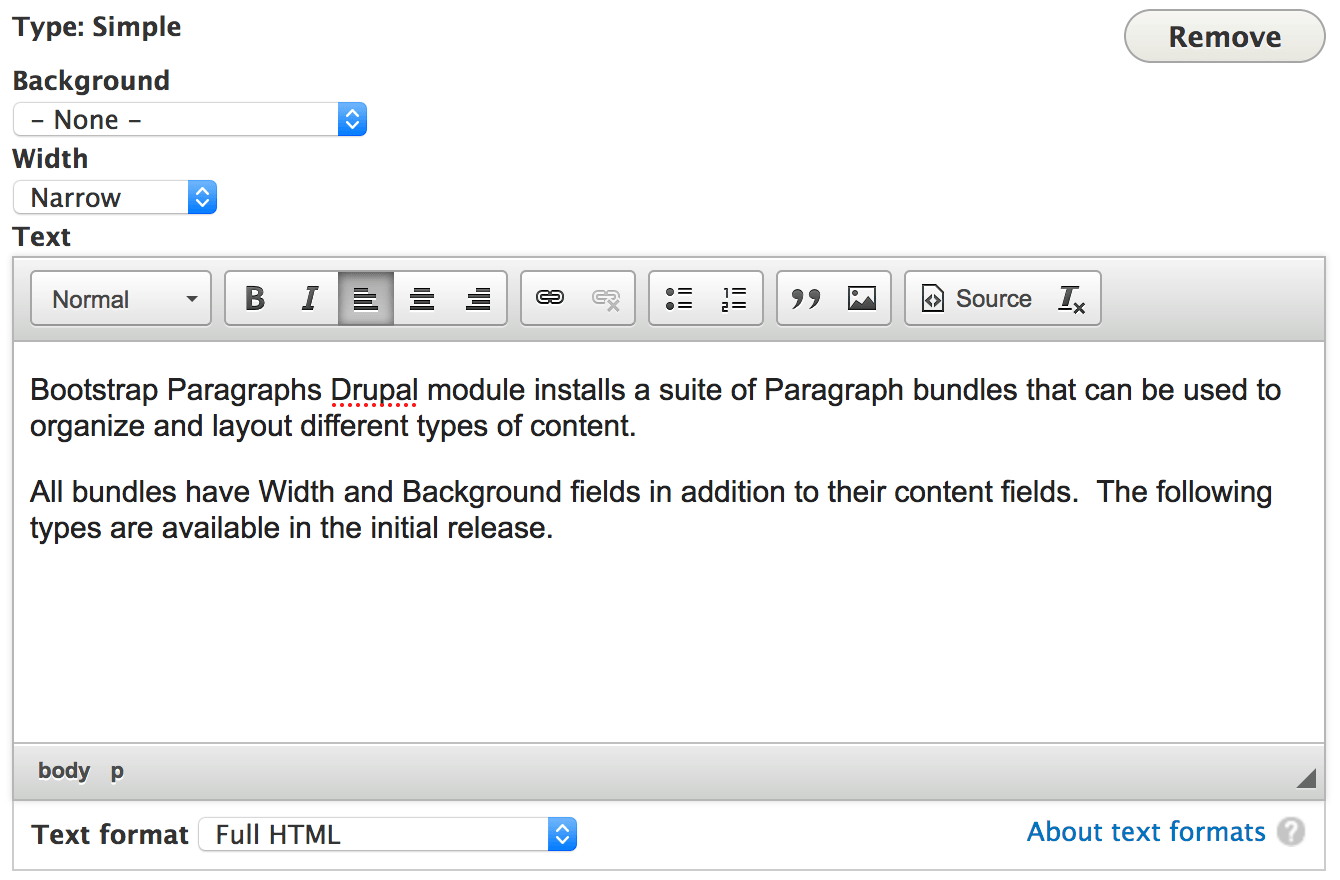 Type: Simple
Remove
Background
– None –
Width
Narrow
Text
Normal
B I
Source
Bootstrap Paragraphs Drupal module installs a suite of Paragraph bundles that can be used to
organize and layout different types of content.
All bundles have Width and Background fields in addition to their content fields.  The following
types are available in the initial release.
body p
Text format Full HTML
About text formats ?